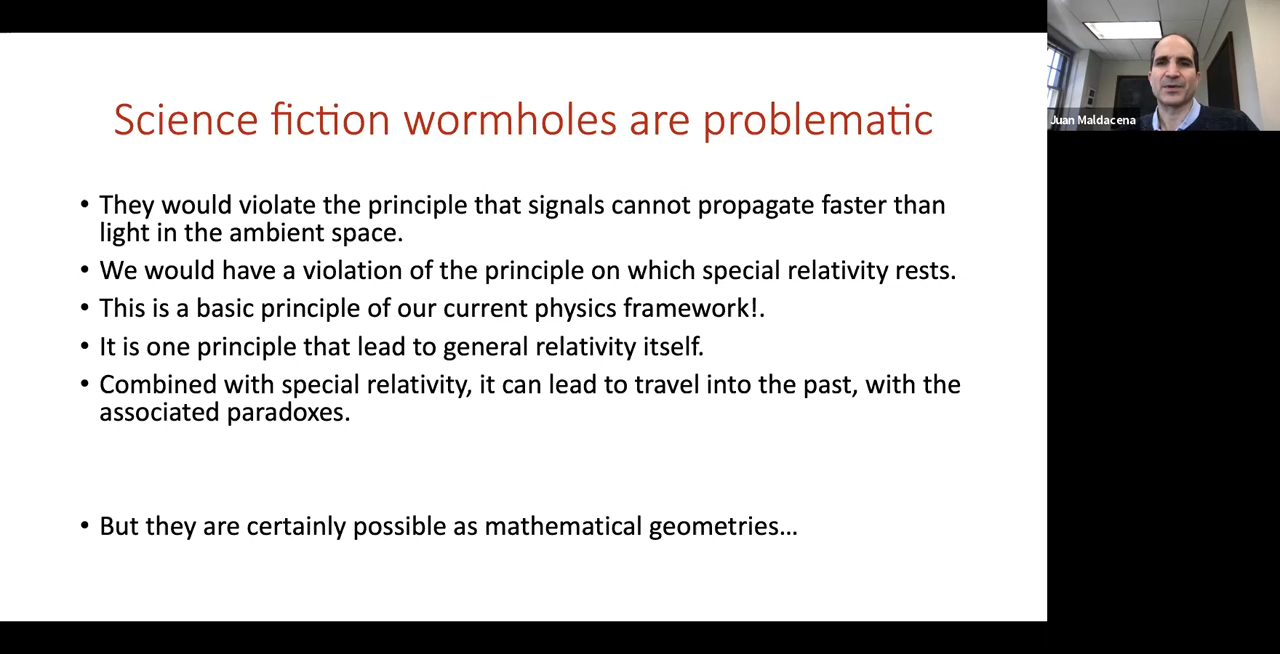 Science fiction wormholes are problematic
• They would violate the principle that signals cannot propagate faster than
light in the ambient space.
• We would have a violation of the principle on which special relativity rests.
• This is a basic principle of our current physics framework!.
• It is one principle that lead to general relativity itself.
• Combined with special relativity, it can lead to travel into the past, with the
associated paradoxes.
• But they are certainly possible as mathematical geometries...
Juan Maldacena